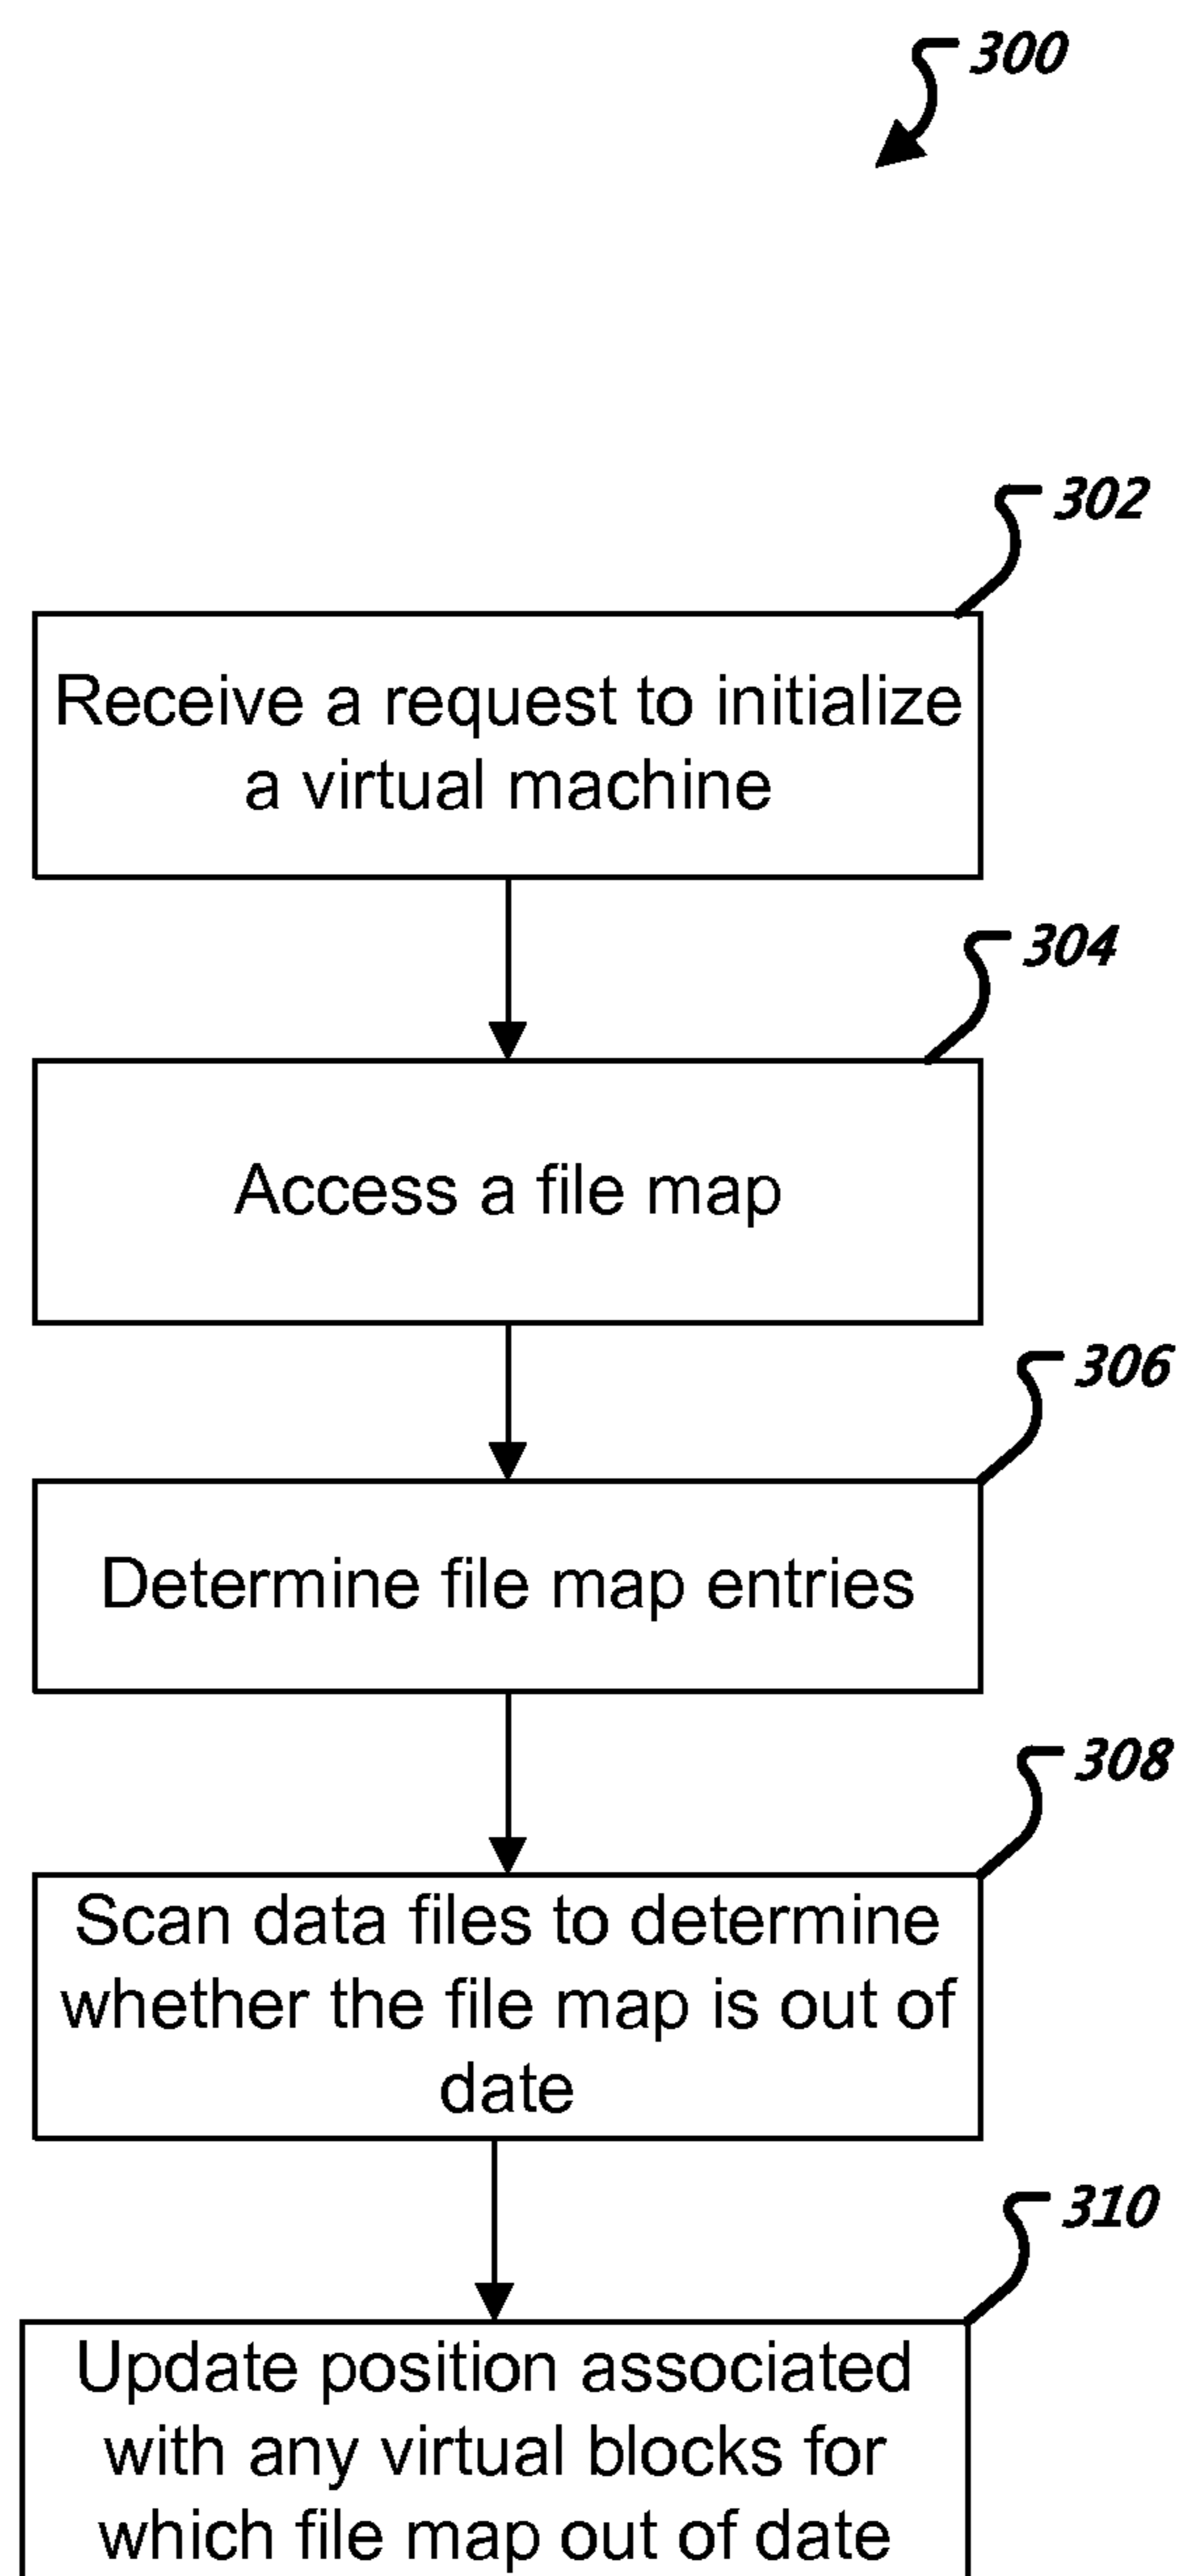 300
302
Receive a request to initialize
a virtual machine
304
Access a file map
306
Determine file map entries
308
Scan data files to determine
whether the file map is out of
date
310
Update position associated
with any virtual blocks for
which file map out of date